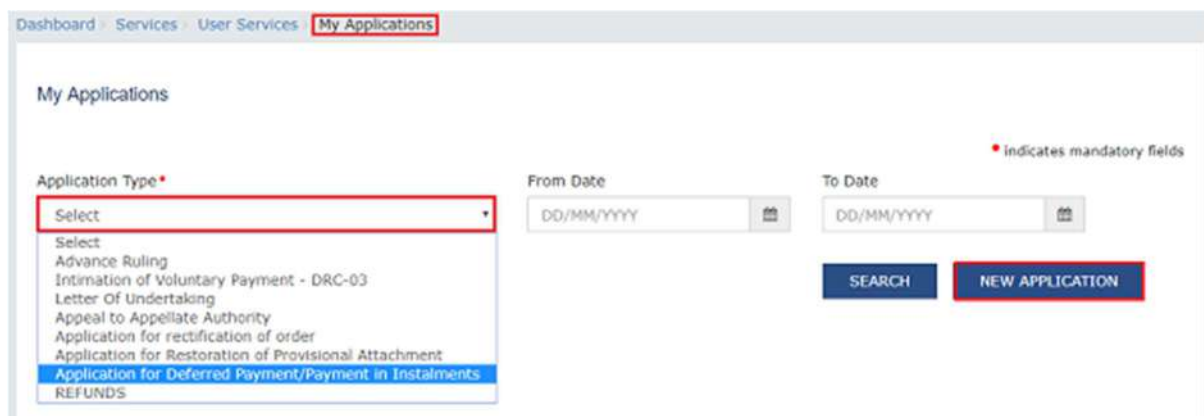 Dashboard › Services › User Services › My Applications
My Applications
• indicates mandatory fields
Application Type•
From Date
To Date
Select
DD/MM/YYYY
DD/MM/YYYY
Select
Advance Ruling
Intimation of Voluntary Payment - DRC-03
Letter Of Undertaking
Appeal to Appellate Authority
Application for rectification of order
Application for Restoration of Provisional Attachment
Application for Deferred Payment/Payment in Instalments
REFUNDS
SEARCH
NEW APPLICATION